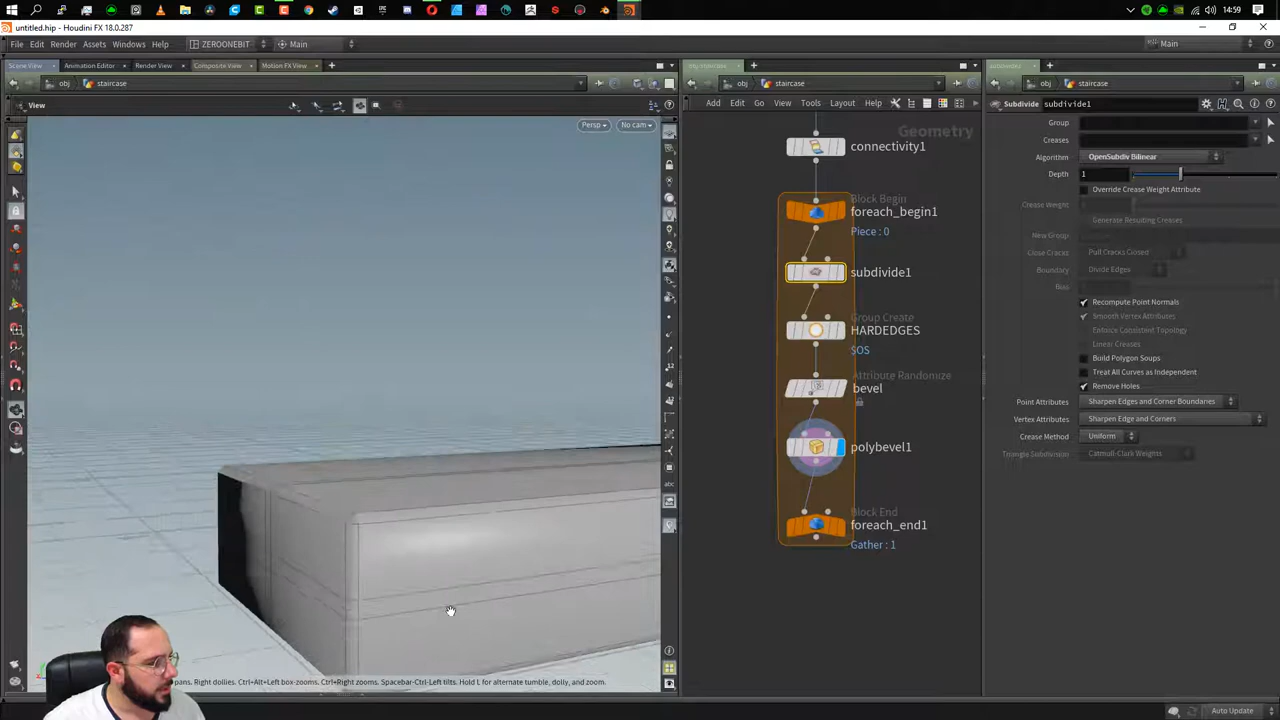 untitled.hip - Houdini FX 18.0.287
14:59
File Edit Render Assets Windows Help ZEROONEBIT Main Main
Scene View Animation Editor Render View Composite View Motion FX View
obj staircase
View
Persp No cam
pans. Right dollies. Ctrl+Alt+Left box-zooms. Ctrl+Right zooms. Spacebar-Ctrl-Left tilts. Hold L for alternate tumble, dolly, and zoom.
obj staircase
Add Edit Go View Tools Layout Help
Geometry
connectivity1
Block Begin
foreach_begin1
Piece : 0
subdivide1
Group Create
HARDEDGES
Attribute Randomize
bevel
polybevel1
Block End
foreach_end1
Gather : 1
subdivide1
obj staircase
Subdivide subdivide1
Group
Creases
Algorithm OpenSubdiv Bilinear
Depth 1
Override Crease Weight Attribute
Crease Weight
Generate Resulting Creases
New Group
Close Cracks Pull Cracks Closed
Boundary Divide Edges
Bias
Recompute Point Normals
Smooth Vertex Attributes
Enforce Consistent Topology
Linear Creases
Build Polygon Soups
Treat All Curves as Independent
Remove Holes
Point Attributes Sharpen Edges and Corner Boundaries
Vertex Attributes Sharpen Edge and Corners
Crease Method Uniform
Triangle Subdivision Catmull-Clark Weights
Auto Update